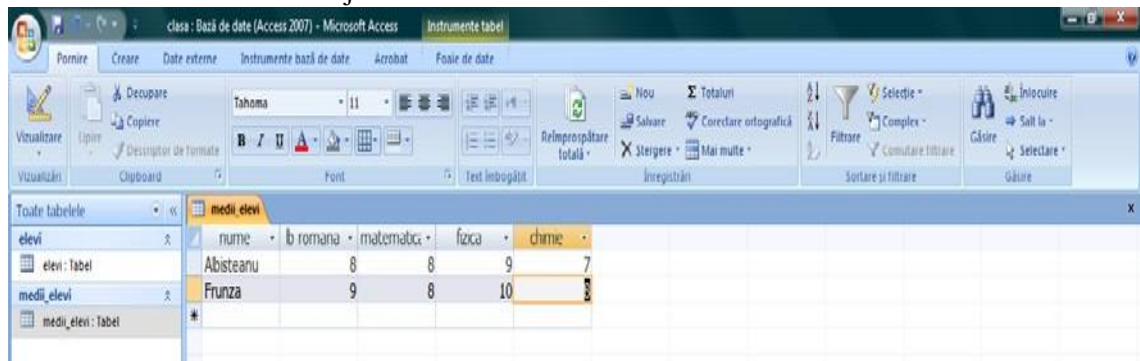 clasa : Bază de date (Access 2007) - Microsoft Access Instrumente tabel
Pornire Creare Date externe Instrumente bază de date Acrobat Foaie de date
Vizualizare
Lipire
Decupare
Copiere
Descriptor de formate
Tahoma 11
B I U A
Reîmprospătare totală
Nou
Salvare
Ștergere
Σ Totaluri
Corectare ortografică
Mai multe
Filtrare
Selecție
Complex
Comutare filtrare
Găsire
Înlocuire
Salt la
Selectare
Vizualizări Clipboard Font Text îmbogățit Înregistrări Sortare și filtrare Găsire
Toate tabelele « medii_elevi x
elevi
elevi : Tabel
medii_elevi
medii_elevi : Tabel
nume b romana matematica fizica chimie
Abisteanu 8 8 9 7
Frunza 9 8 10
*